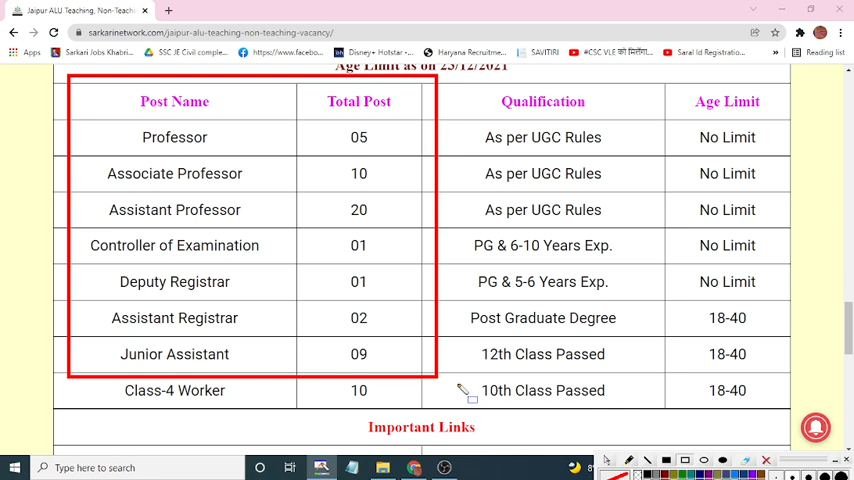 Jaipur ALU Teaching, Non-Teachin
sarkarinetwork.com/jaipur-alu-teaching-non-teaching-vacancy/
Apps
Sarkari Jobs Khabri...
SSC JE Civil comple...
https://www.facebo...
Disney+ Hotstar -...
Haryana Recruitme...
SAVITIRI
#CSC VLE को मिलेंगा...
Saral Id Registratio...
»
Reading list
Age Limit as on 23/12/2021
Post Name Total Post Qualification Age Limit
Professor 05 As per UGC Rules No Limit
Associate Professor 10 As per UGC Rules No Limit
Assistant Professor 20 As per UGC Rules No Limit
Controller of Examination 01 PG & 6-10 Years Exp. No Limit
Deputy Registrar 01 PG & 5-6 Years Exp. No Limit
Assistant Registrar 02 Post Graduate Degree 18-40
Junior Assistant 09 12th Class Passed 18-40
Class-4 Worker 10 10th Class Passed 18-40
Important Links
Type here to search